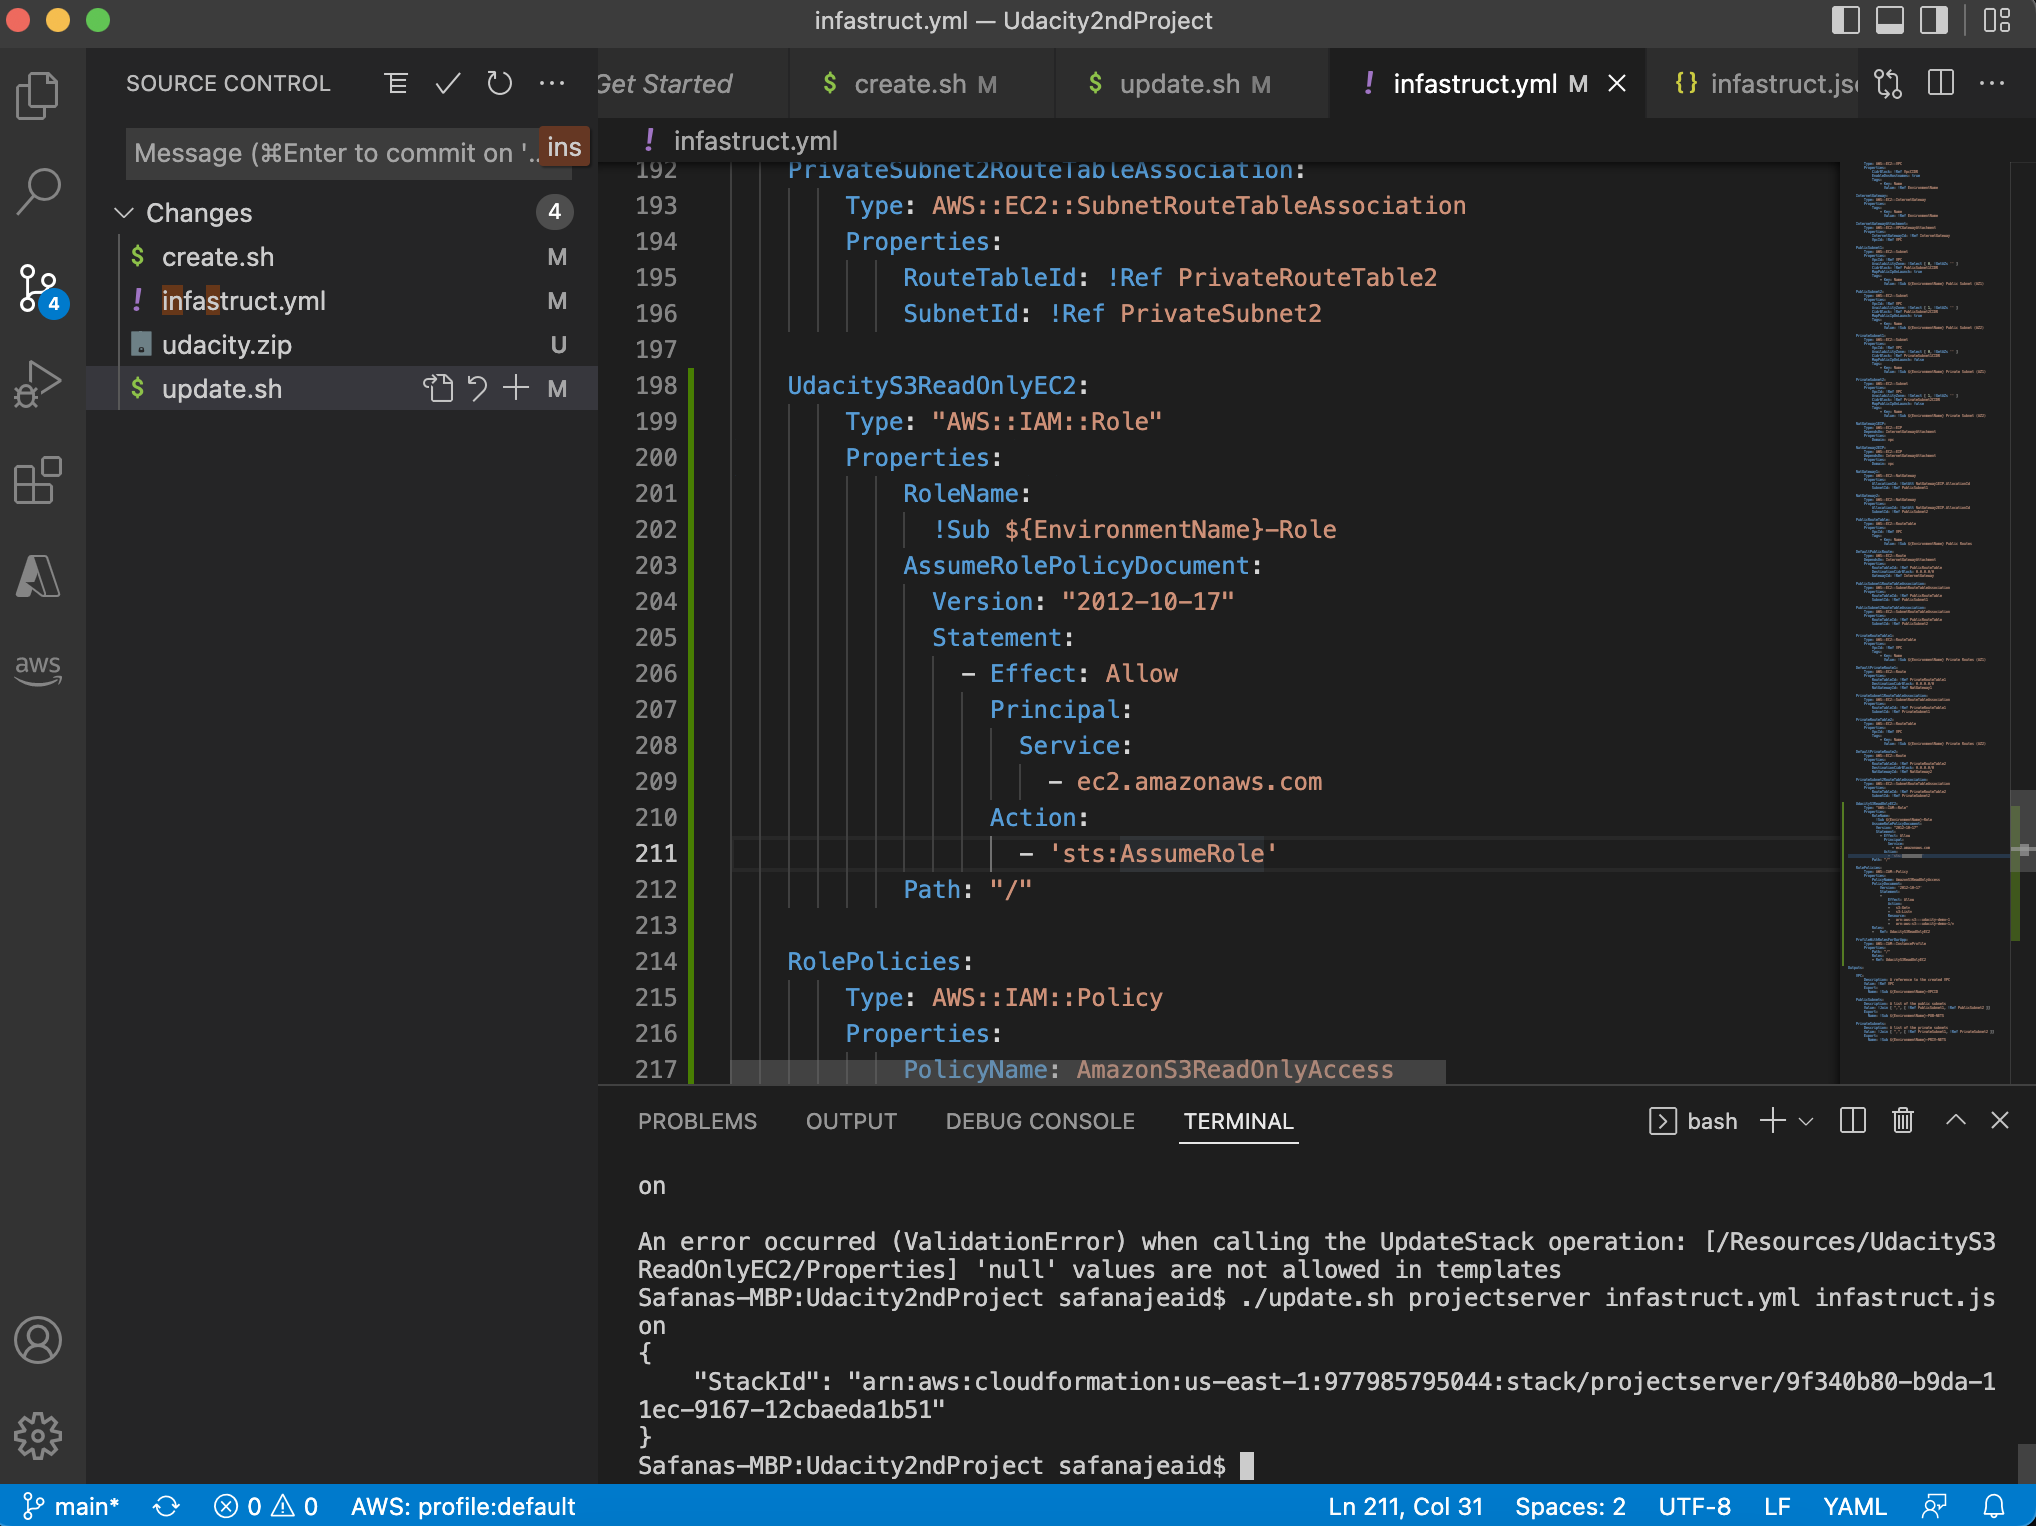 infastruct.yml — Udacity2ndProject
SOURCE CONTROL
Get Started
$ create.sh M
$ update.sh M
! infastruct.yml M
{} infastruct.js
Message (⌘Enter to commit on '..
ins
! infastruct.yml
Changes
4
$ create.sh M
! infastruct.yml M
udacity.zip U
$ update.sh M
4
aws
192 PrivateSubnet2RouteTableAssociation:
193 Type: AWS::EC2::SubnetRouteTableAssociation
194 Properties:
195 RouteTableId: !Ref PrivateRouteTable2
196 SubnetId: !Ref PrivateSubnet2
197
198 UdacityS3ReadOnlyEC2:
199 Type: "AWS::IAM::Role"
200 Properties:
201 RoleName:
202 !Sub ${EnvironmentName}-Role
203 AssumeRolePolicyDocument:
204 Version: "2012-10-17"
205 Statement:
206 - Effect: Allow
207 Principal:
208 Service:
209 - ec2.amazonaws.com
210 Action:
211 - 'sts:AssumeRole'
212 Path: "/"
213
214 RolePolicies:
215 Type: AWS::IAM::Policy
216 Properties:
217 PolicyName: AmazonS3ReadOnlyAccess
PROBLEMS OUTPUT DEBUG CONSOLE TERMINAL
bash
on
An error occurred (ValidationError) when calling the UpdateStack operation: [/Resources/UdacityS3
ReadOnlyEC2/Properties] 'null' values are not allowed in templates
Safanas-MBP:Udacity2ndProject safanajeaid$ ./update.sh projectserver infastruct.yml infastruct.js
on
{
"StackId": "arn:aws:cloudformation:us-east-1:977985795044:stack/projectserver/9f340b80-b9da-1
1ec-9167-12cbaeda1b51"
}
Safanas-MBP:Udacity2ndProject safanajeaid$
main* 0 0 AWS: profile:default
Ln 211, Col 31 Spaces: 2 UTF-8 LF YAML